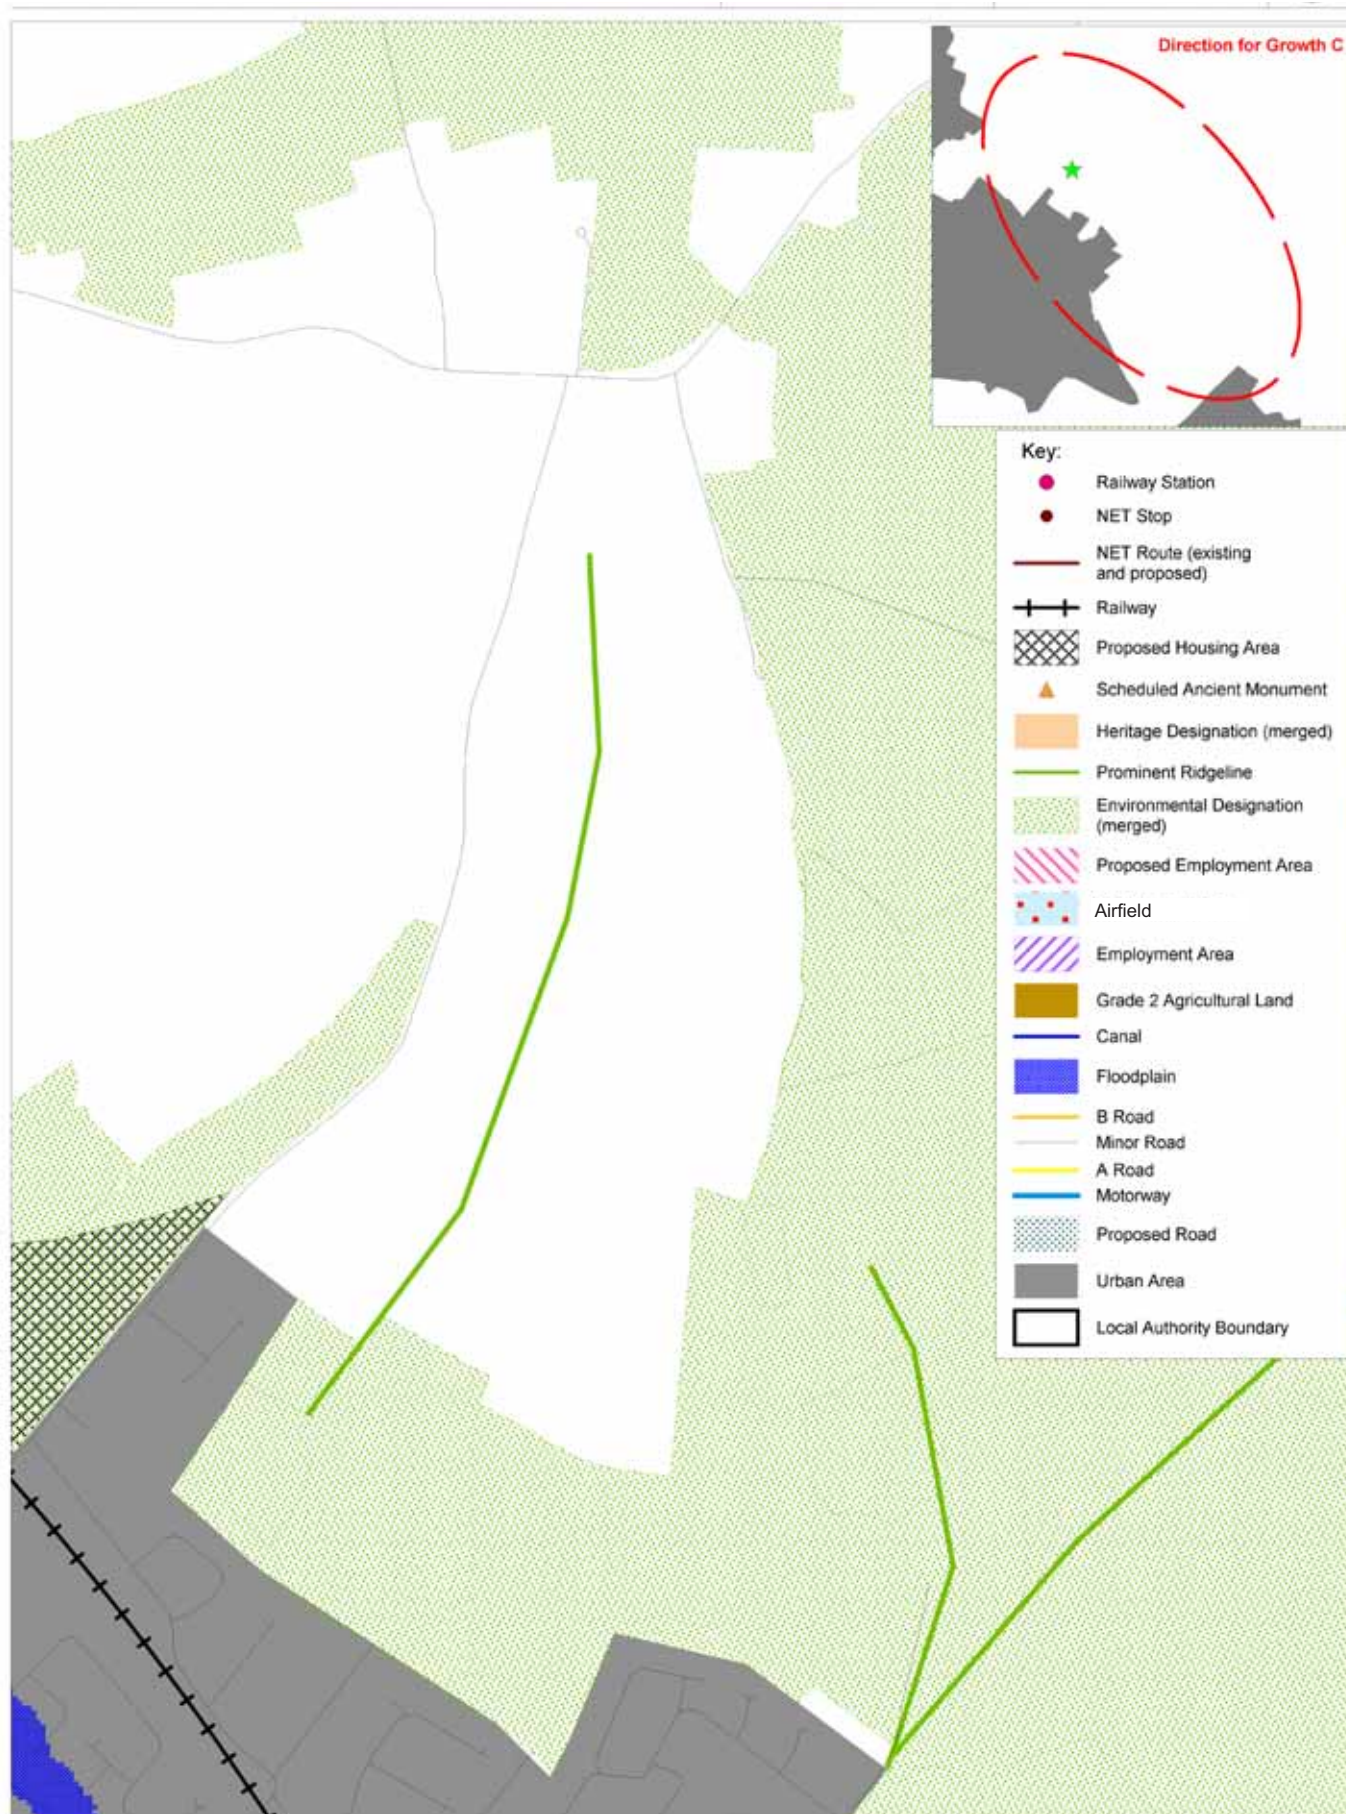 Direction for Growth C
Key:
Railway Station
NET Stop
NET Route (existing
and proposed)
Railway
Proposed Housing Area
Scheduled Ancient Monument
Heritage Designation (merged)
Prominent Ridgeline
Environmental Designation
(merged)
Proposed Employment Area
Airfield
Employment Area
Grade 2 Agricultural Land
Canal
Floodplain
B Road
Minor Road
A Road
Motorway
Proposed Road
Urban Area
Local Authority Boundary